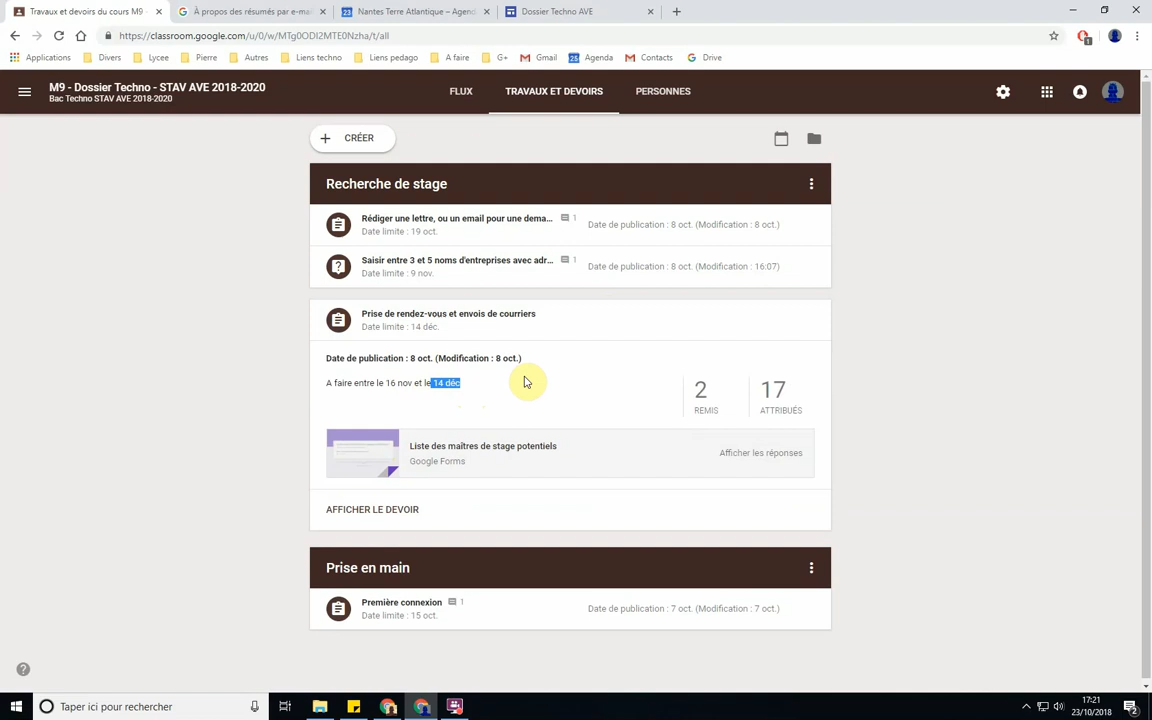 Travaux et devoirs du cours M9 -
À propos des résumés par e-mai
Nantes Terre Atlantique – Agen
Dossier Techno AVE
https://classroom.google.com/u/0/w/MTg0ODI2MTE0Nzha/t/all
Applications Divers Lycee Pierre Autres Liens techno Liens pedago A faire G+ Gmail Agenda Contacts Drive
M9 - Dossier Techno - STAV AVE 2018-2020
Bac Techno STAV AVE 2018-2020
FLUX TRAVAUX ET DEVOIRS PERSONNES
CRÉER
Recherche de stage
Rédiger une lettre, ou un email pour une dema... 1 Date de publication : 8 oct. (Modification : 8 oct.)
Date limite : 19 oct.
Saisir entre 3 et 5 noms d'entreprises avec adr... 1 Date de publication : 8 oct. (Modification : 16:07)
Date limite : 9 nov.
Prise de rendez-vous et envois de courriers
Date limite : 14 déc.
Date de publication : 8 oct. (Modification : 8 oct.)
A faire entre le 16 nov et le 14 déc
2 17
REMIS ATTRIBUÉS
Liste des maîtres de stage potentiels
Google Forms
Afficher les réponses
AFFICHER LE DEVOIR
Prise en main
Première connexion 1 Date de publication : 7 oct. (Modification : 7 oct.)
Date limite : 15 oct.
Taper ici pour rechercher
17:21
23/10/2018
2